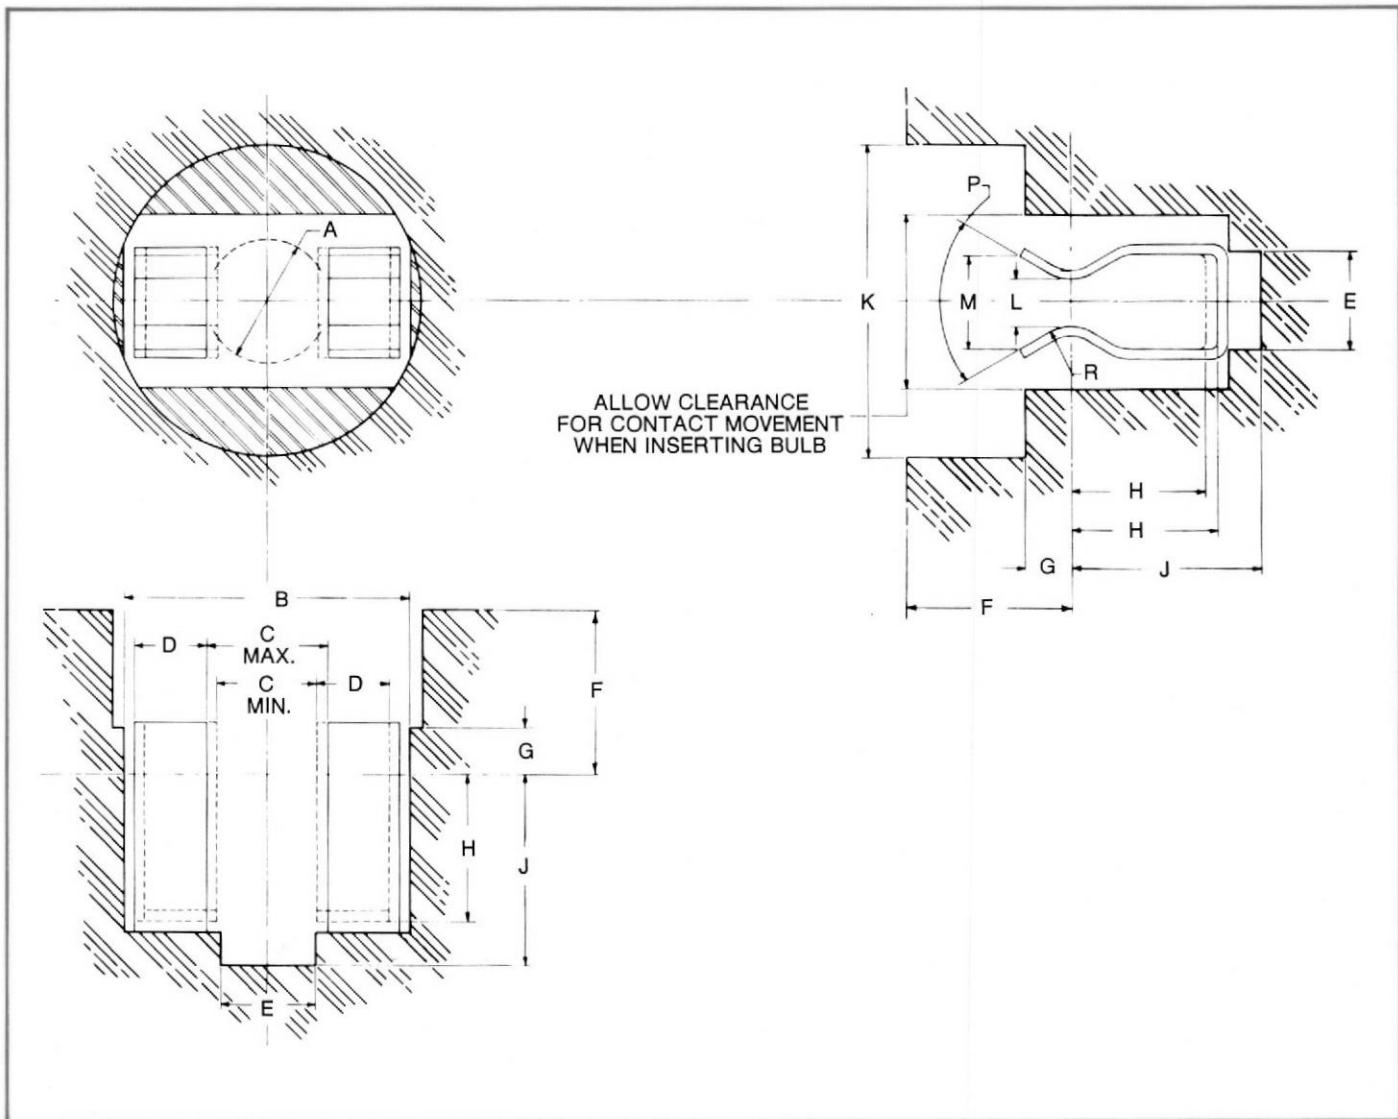 A
P
K
M
L
E
R
ALLOW CLEARANCE
FOR CONTACT MOVEMENT
WHEN INSERTING BULB
H
H
G
J
F
B
D
C
MAX.
C
MIN.
D
F
G
H
J
E